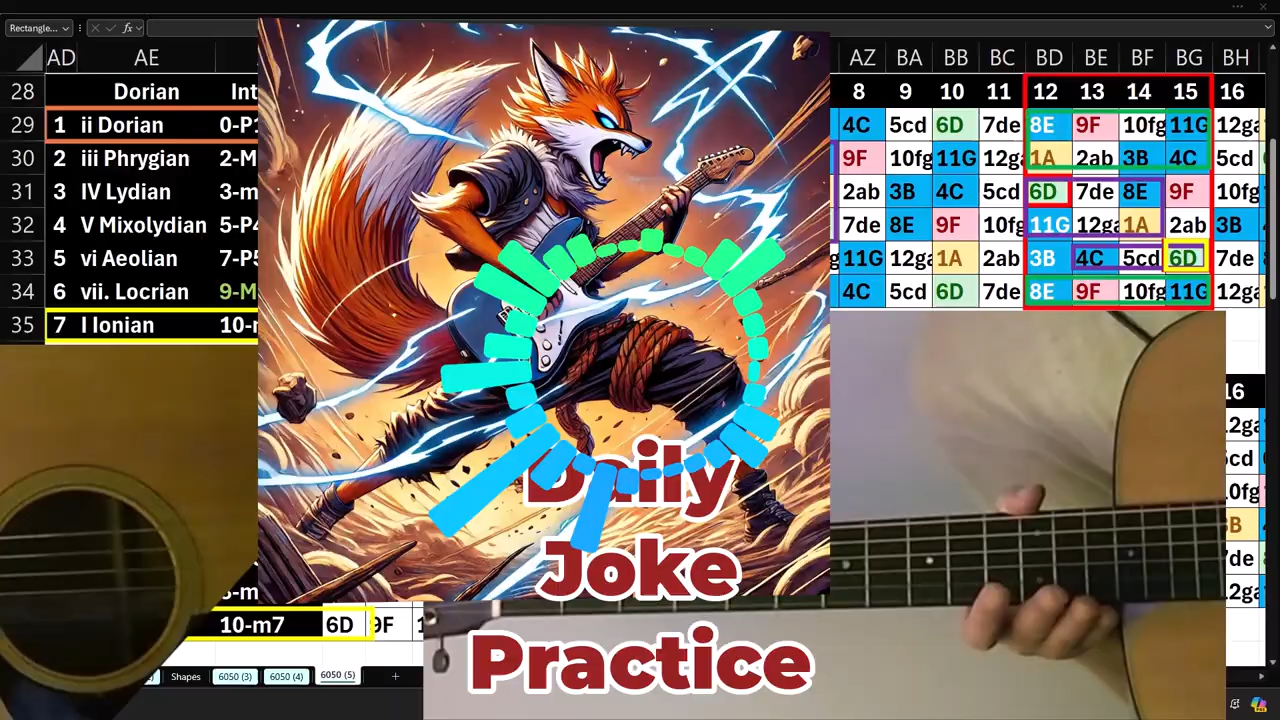 Rectangle...
fx
AD AE AZ BA BB BC BD BE BF BG BH
28 Dorian Int 8 9 10 11 12 13 14 15 16
29 1 ii Dorian 0-P1 4C 5cd 6D 7de 8E 9F 10fg 11G 12ga
30 2 iii Phrygian 2-M 9F 10fg 11G 12ga 1A 2ab 3B 4C 5cd
31 3 IV Lydian 3-m 2ab 3B 4C 5cd 6D 7de 8E 9F 10fg
32 4 V Mixolydian 5-P4 7de 8E 9F 10fg 11G 12ga 1A 2ab 3B
33 5 vi Aeolian 7-P5 11G 12ga 1A 2ab 3B 4C 5cd 6D 7de
34 6 vii. Locrian 9-M 4C 5cd 6D 7de 8E 9F 10fg 11G 12ga
35 7 I Ionian 10-m
16
Daily
Joke
Practice
10-m7 6D 9F
Shapes 6050 (3) 6050 (4) 6050 (5) +